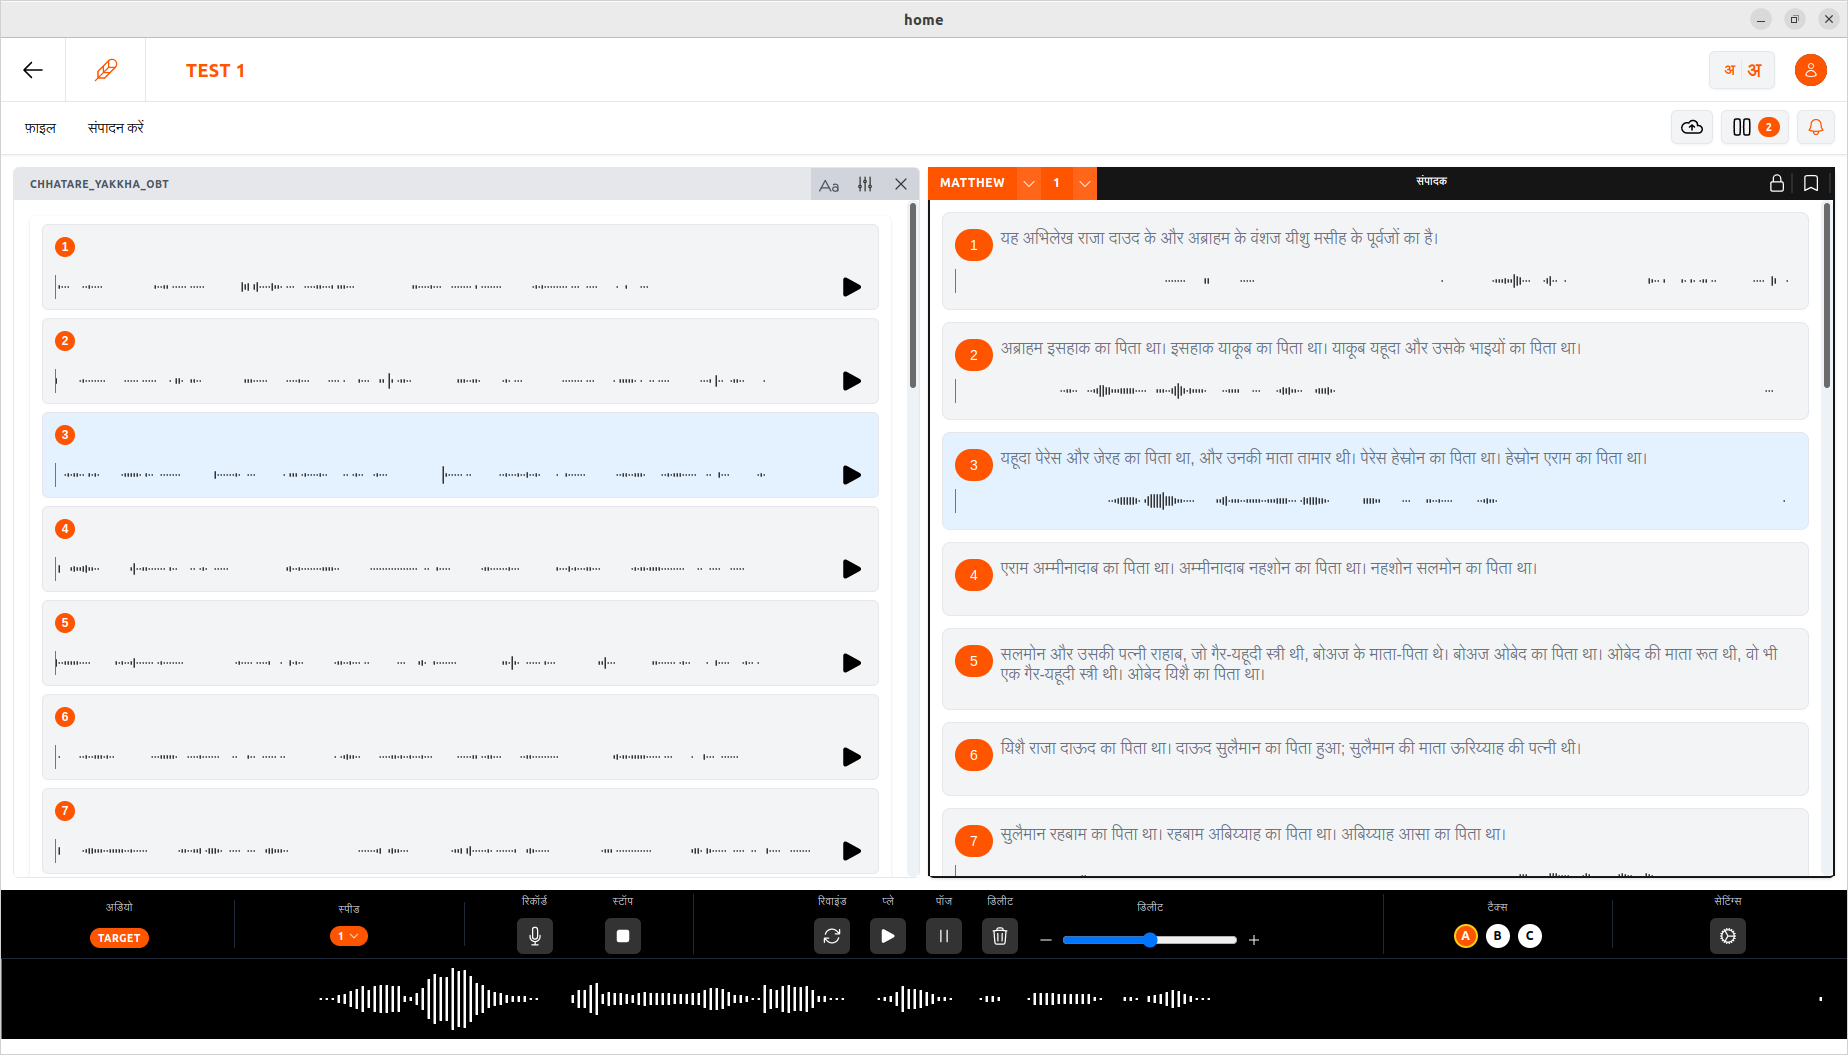 home
TEST 1
अ अ
फ़ाइल संपादन करें
2
CHHATARE_YAKKHA_OBT
Aa
1
2
3
4
5
6
7
MATTHEW 1 संपादक
1 यह अभिलेख राजा दाउद के और अब्राहम के वंशज यीशु मसीह के पूर्वजों का है।
2 अब्राहम इसहाक का पिता था। इसहाक याकूब का पिता था। याकूब यहूदा और उसके भाइयों का पिता था।
3 यहूदा पेरेस और जेरह का पिता था, और उनकी माता तामार थी। पेरेस हेस्रोन का पिता था। हेस्रोन एराम का पिता था।
4 एराम अम्मीनादाब का पिता था। अम्मीनादाब नहशोन का पिता था। नहशोन सलमोन का पिता था।
5 सलमोन और उसकी पत्नी राहाब, जो गैर-यहूदी स्त्री थी, बोअज के माता-पिता थे। बोअज ओबेद का पिता था। ओबेद की माता रूत थी, वो भी
एक गैर-यहूदी स्त्री थी। ओबेद यिशै का पिता था।
6 यिशै राजा दाऊद का पिता था। दाऊद सुलैमान का पिता हुआ; सुलैमान की माता ऊरिय्याह की पत्नी थी।
7 सुलैमान रहबाम का पिता था। रहबाम अबिय्याह का पिता था। अबिय्याह आसा का पिता था।
अडियो स्पीड रिकॉर्ड स्टॉप रिवाइंड प्ले पॉज डिलीट डिलीट टैक्स सेटिंग्स
TARGET 1 A B C